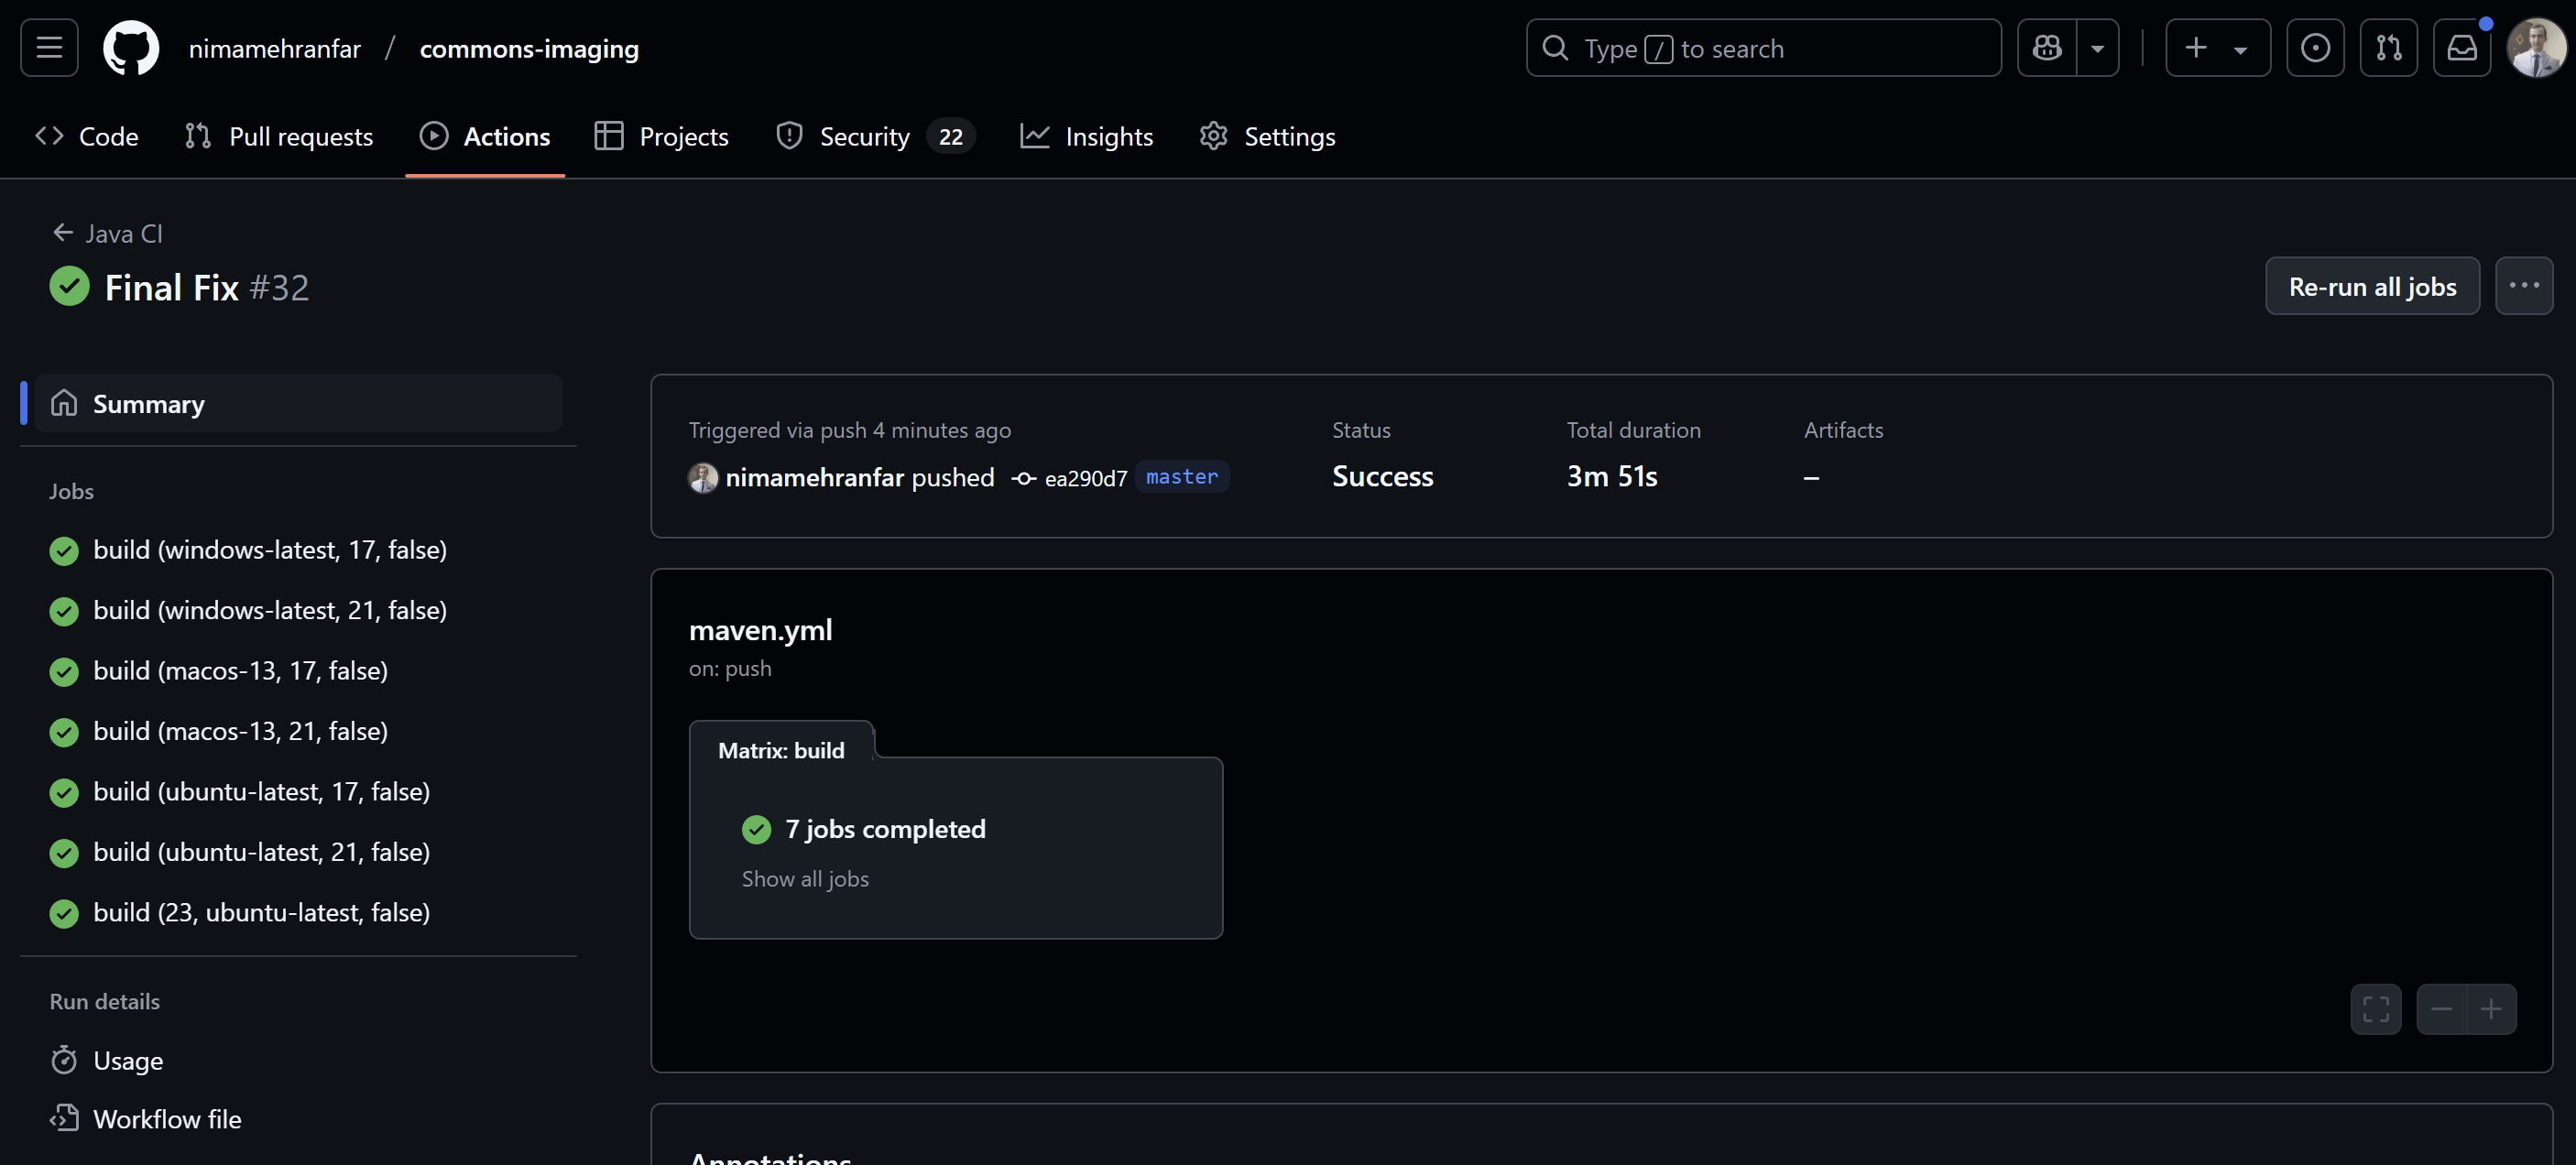 nimamehranfar / commons-imaging
Type / to search
Code
Pull requests
Actions
Projects
Security 22
Insights
Settings
Java CI
Final Fix #32
Re-run all jobs
Summary
Jobs
build (windows-latest, 17, false)
build (windows-latest, 21, false)
build (macos-13, 17, false)
build (macos-13, 21, false)
build (ubuntu-latest, 17, false)
build (ubuntu-latest, 21, false)
build (23, ubuntu-latest, false)
Run details
Usage
Workflow file
Triggered via push 4 minutes ago
nimamehranfar pushed ea290d7 master
Status
Success
Total duration
3m 51s
Artifacts
–
maven.yml
on: push
Matrix: build
7 jobs completed
Show all jobs
Annotations